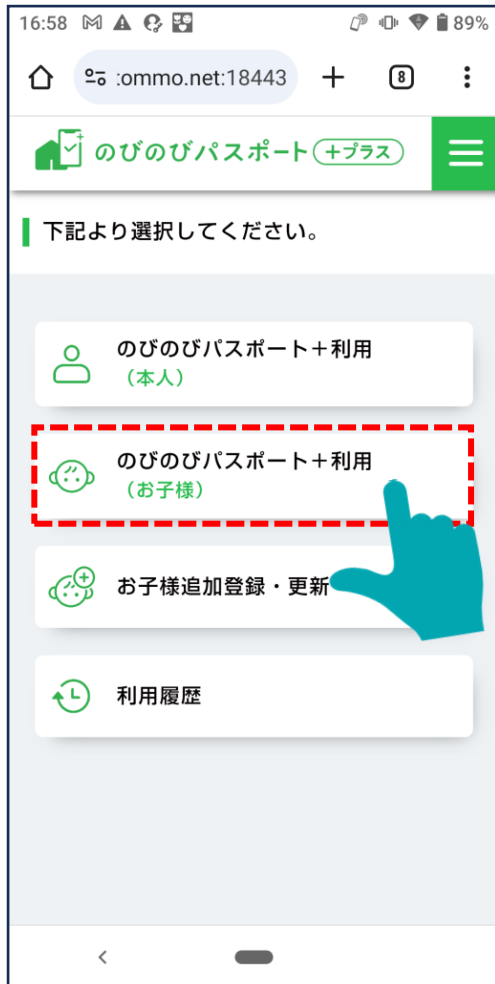 16:58 89%
:ommo.net:18443 8
のびのびパスポート +プラス
下記より選択してください。
のびのびパスポート＋利用
（本人）
のびのびパスポート＋利用
（お子様）
お子様追加登録・更新
利用履歴